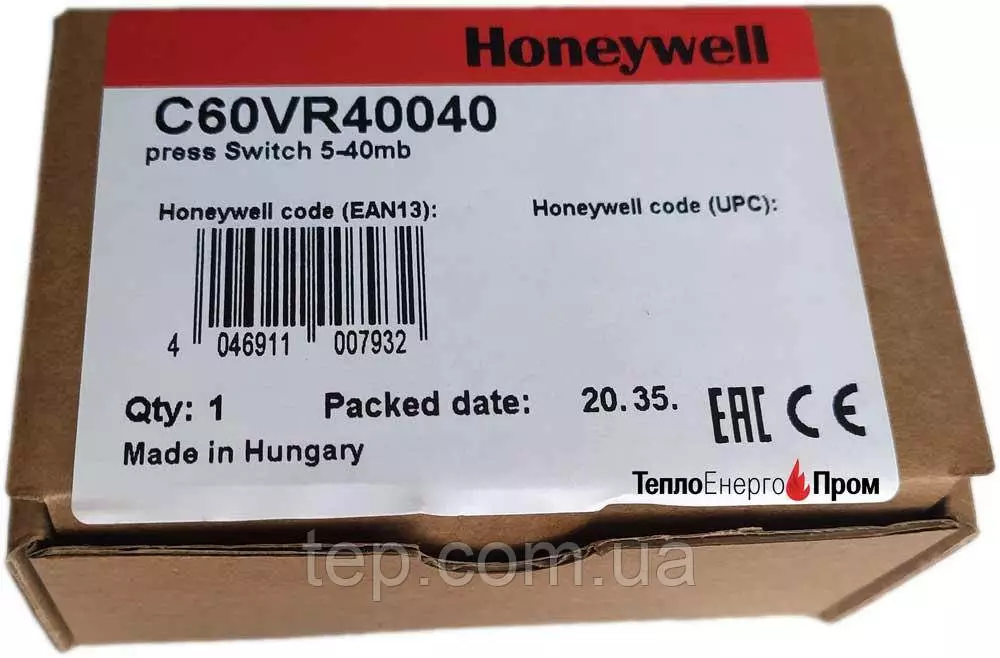 Honeywell
C60VR40040
press Switch 5-40mb
Honeywell code (EAN13):
Honeywell code (UPC):
4 046911 007932
Qty: 1 Packed date: 20. 35.
EAC CE
Made in Hungary
ТеплоЕнергоПром
tep.com.ua